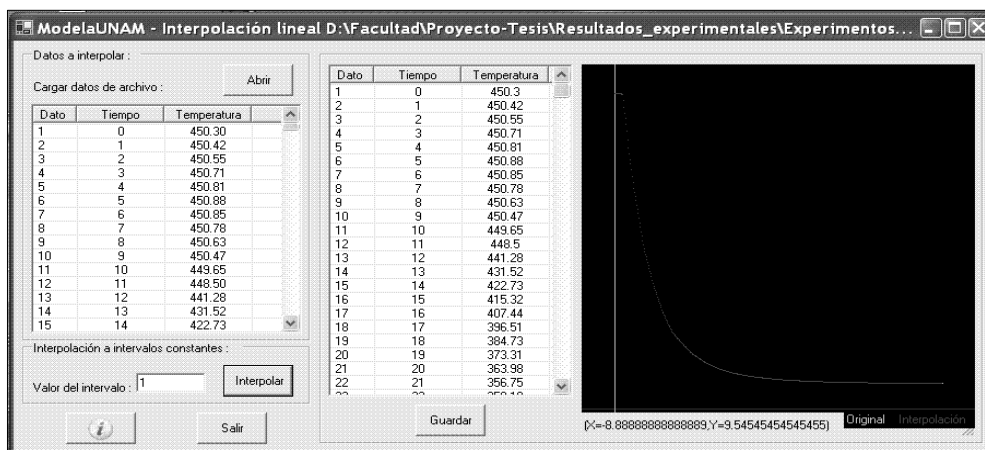 ModelaUNAM - Interpolación lineal D:\Facultad\Proyecto-Tesis\Resultados_experimentales\Experimentos...
Datos a interpolar :
Cargar datos de archivo :
Abrir
Dato Tiempo Temperatura
1 0 450.30
2 1 450.42
3 2 450.55
4 3 450.71
5 4 450.81
6 5 450.88
7 6 450.85
8 7 450.78
9 8 450.63
10 9 450.47
11 10 449.65
12 11 448.50
13 12 441.28
14 13 431.52
15 14 422.73
Interpolación a intervalos constantes :
Valor del intervalo : 1
Interpolar
i
Salir
Dato Tiempo Temperatura
1 0 450.3
2 1 450.42
3 2 450.55
4 3 450.71
5 4 450.81
6 5 450.88
7 6 450.85
8 7 450.78
9 8 450.63
10 9 450.47
11 10 449.65
12 11 448.5
13 12 441.28
14 13 431.52
15 14 422.73
16 15 415.32
17 16 407.44
18 17 396.51
19 18 384.73
20 19 373.31
21 20 363.98
22 21 356.75
Guardar
(X=-8.88888888888889,Y=9.54545454545455)
Original Interpolación